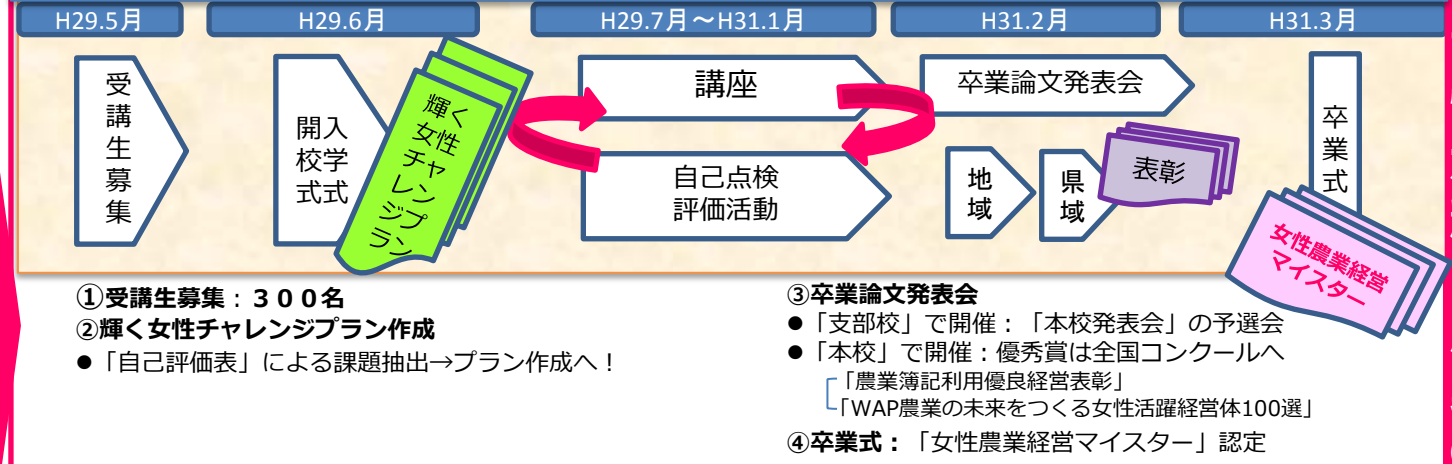 H29.5月
H29.6月
H29.7月～H31.1月
H31.2月
H31.3月
受講生募集
開校式
入学式
輝く
女性
チャレンジプラン
講座
自己点検
評価活動
卒業論文発表会
地域
県域
表彰
卒業式
女性農業経営
マイスター
①受講生募集：３００名
②輝く女性チャレンジプラン作成
●「自己評価表」による課題抽出→プラン作成へ！
③卒業論文発表会
●「支部校」で開催：「本校発表会」の予選会
●「本校」で開催：優秀賞は全国コンクールへ
「農業簿記利用優良経営表彰」
「WAP農業の未来をつくる女性活躍経営体100選」
④卒業式：「女性農業経営マイスター」認定